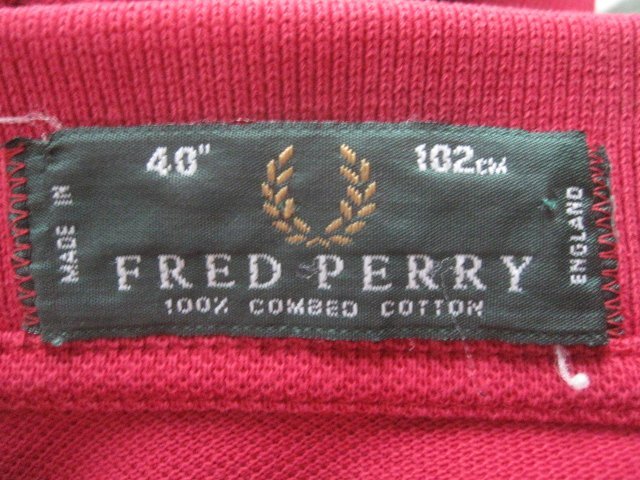 40" 102cm
MADE IN
FRED PERRY
ENGLAND
100% COMBED COTTON